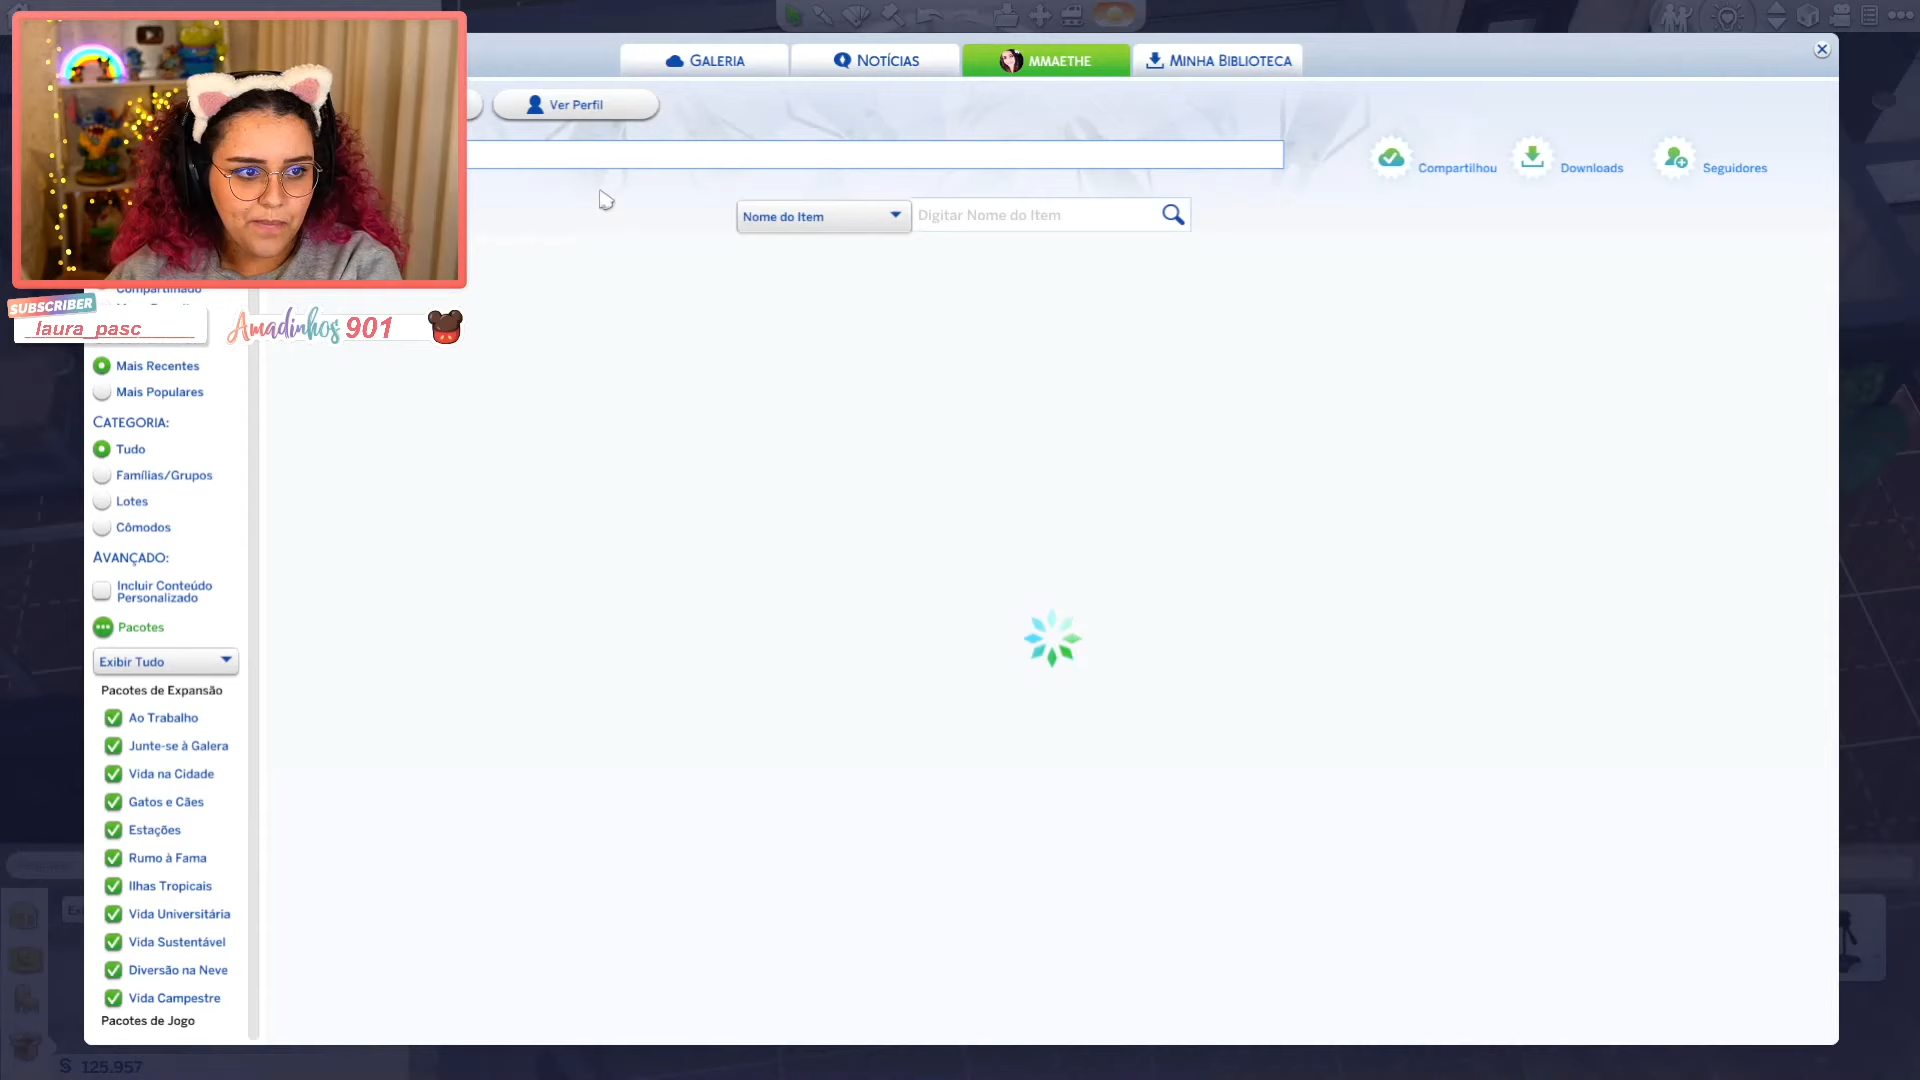 GALERIA
NOTÍCIAS
MMAETHE
MINHA BIBLIOTECA
Ver Perfil
Compartilhou
Downloads
Seguidores
Nome do Item
Digitar Nome do Item
Compartilhado
SUBSCRIBER
laura_pasc
Amadinhos 901
Mais Recentes
Mais Populares
CATEGORIA:
Tudo
Famílias/Grupos
Lotes
Cômodos
AVANÇADO:
Incluir Conteúdo
Personalizado
Pacotes
Exibir Tudo
Pacotes de Expansão
Ao Trabalho
Junte-se à Galera
Vida na Cidade
Gatos e Cães
Estações
Rumo à Fama
Ilhas Tropicais
Vida Universitária
Vida Sustentável
Diversão na Neve
Vida Campestre
Pacotes de Jogo
S 125.957